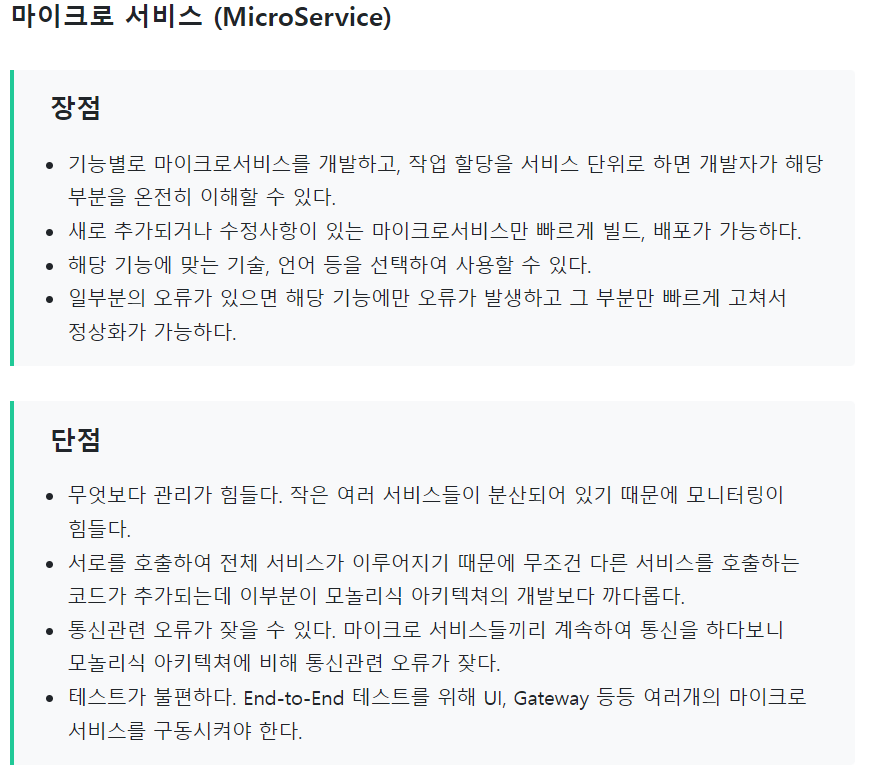 마이크로 서비스 (MicroService)
장점
기능별로 마이크로서비스를 개발하고, 작업 할당을 서비스 단위로 하면 개발자가 해당
부분을 온전히 이해할 수 있다.
새로 추가되거나 수정사항이 있는 마이크로서비스만 빠르게 빌드, 배포가 가능하다.
해당 기능에 맞는 기술, 언어 등을 선택하여 사용할 수 있다.
일부분의 오류가 있으면 해당 기능에만 오류가 발생하고 그 부분만 빠르게 고쳐서
정상화가 가능하다.
단점
무엇보다 관리가 힘들다. 작은 여러 서비스들이 분산되어 있기 때문에 모니터링이
힘들다.
서로를 호출하여 전체 서비스가 이루어지기 때문에 무조건 다른 서비스를 호출하는
코드가 추가되는데 이부분이 모놀리식 아키텍쳐의 개발보다 까다롭다.
통신관련 오류가 잦을 수 있다. 마이크로 서비스들끼리 계속하여 통신을 하다보니
모놀리식 아키텍쳐에 비해 통신관련 오류가 잦다.
테스트가 불편하다. End-to-End 테스트를 위해 UI, Gateway 등등 여러개의 마이크로
서비스를 구동시켜야 한다.